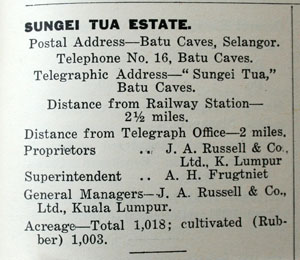 SUNGEI TUA ESTATE.
Postal Address—Batu Caves, Selangor.
Telephone No. 16, Batu Caves.
Telegraphic Address—“Sungei Tua,”
Batu Caves.
Distance from Railway Station—
2½ miles.
Distance from Telegraph Office—2 miles.
Proprietors .. J. A. Russell & Co.,
Ltd., K. Lumpur
Superintendent .. A. H. Frugtniet
General Managers—J. A. Russell & Co.,
Ltd., Kuala Lumpur.
Acreage—Total 1,018; cultivated (Rub-
ber) 1,003.